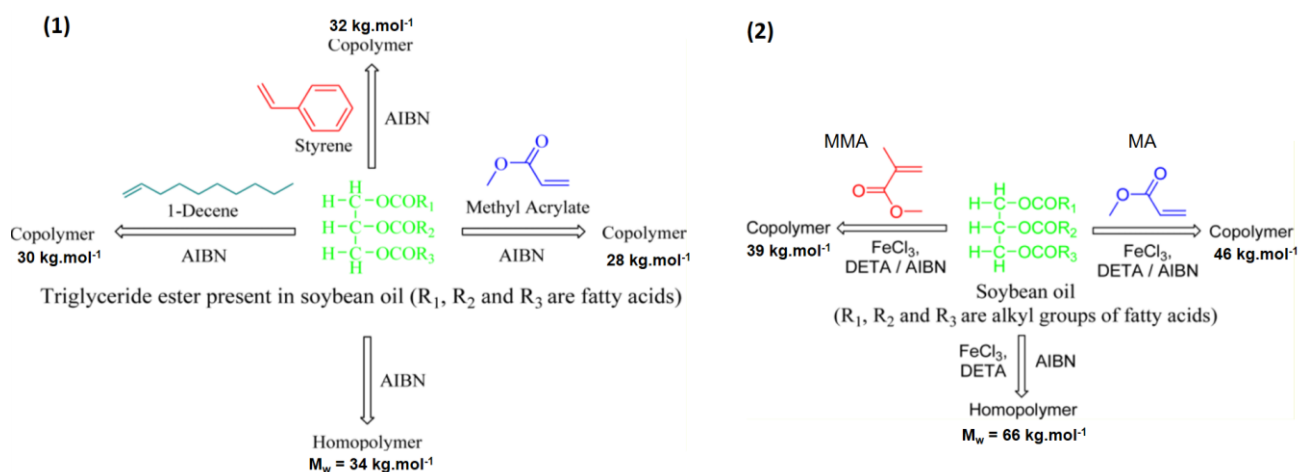 (1)
32 kg.mol⁻¹
Copolymer
AIBN
Styrene
O
O
1-Decene
Methyl Acrylate
H
H–C–OCOR₁
H–C–OCOR₂
H–C–OCOR₃
H
Copolymer
30 kg.mol⁻¹
AIBN
AIBN
Copolymer
28 kg.mol⁻¹
Triglyceride ester present in soybean oil (R₁, R₂ and R₃ are fatty acids)
AIBN
Homopolymer
M_w = 34 kg.mol⁻¹
(2)
MMA
MA
O
O
O
O
H
H–C–OCOR₁
H–C–OCOR₂
H–C–OCOR₃
H
Copolymer
39 kg.mol⁻¹
FeCl₃,
DETA / AIBN
FeCl₃,
DETA / AIBN
Copolymer
46 kg.mol⁻¹
Soybean oil
(R₁, R₂ and R₃ are alkyl groups of fatty acids)
FeCl₃,
DETA
AIBN
Homopolymer
M_w = 66 kg.mol⁻¹